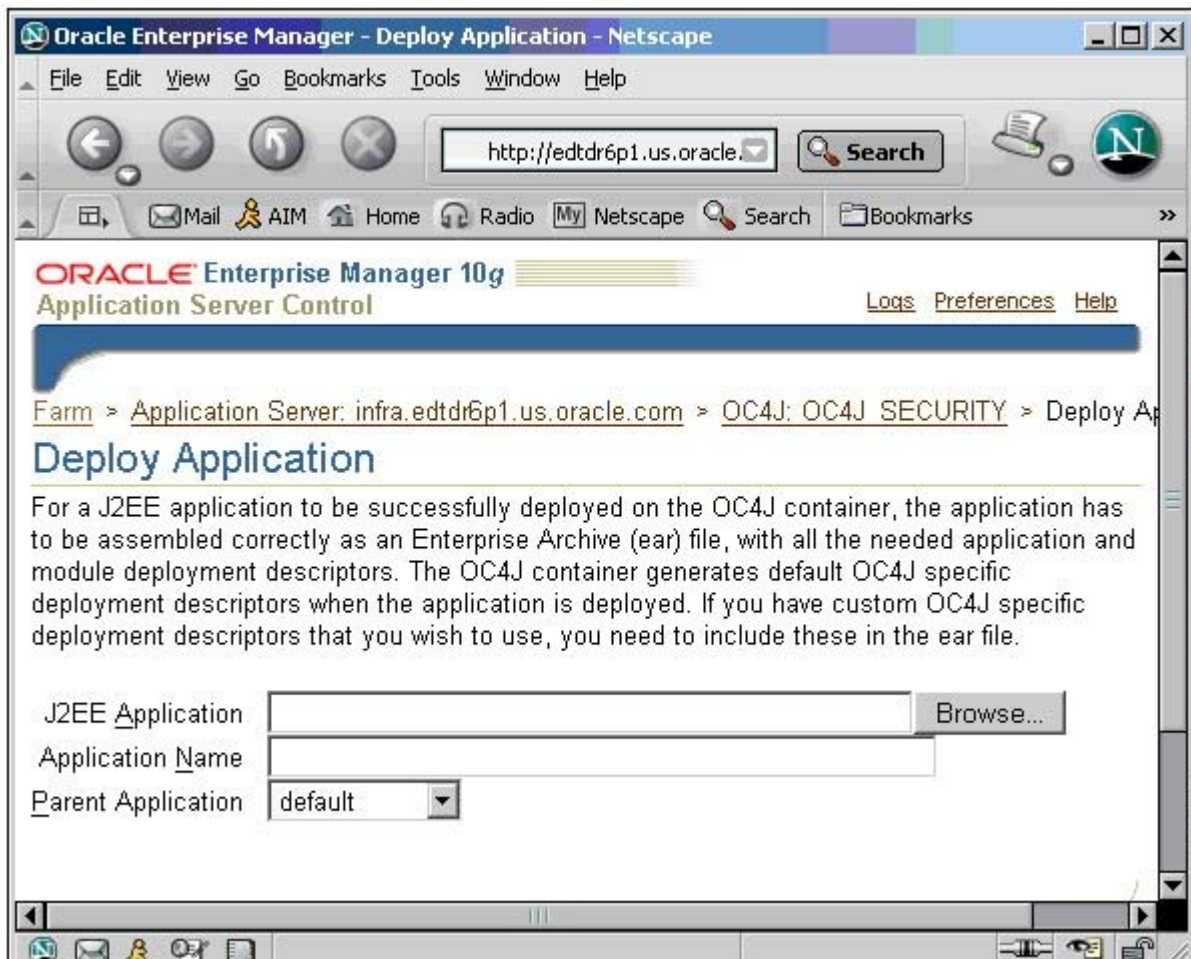 Oracle Enterprise Manager - Deploy Application - Netscape
File Edit View Go Bookmarks Tools Window Help
http://edtdr6p1.us.oracle. Search N
Mail AIM Home Radio My Netscape Search Bookmarks »
ORACLE Enterprise Manager 10g
Application Server Control
Logs Preferences Help
Farm > Application Server: infra.edtdr6p1.us.oracle.com > OC4J: OC4J_SECURITY > Deploy Ap
Deploy Application
For a J2EE application to be successfully deployed on the OC4J container, the application has
to be assembled correctly as an Enterprise Archive (ear) file, with all the needed application and
module deployment descriptors. The OC4J container generates default OC4J specific
deployment descriptors when the application is deployed. If you have custom OC4J specific
deployment descriptors that you wish to use, you need to include these in the ear file.
J2EE Application Browse...
Application Name
Parent Application default